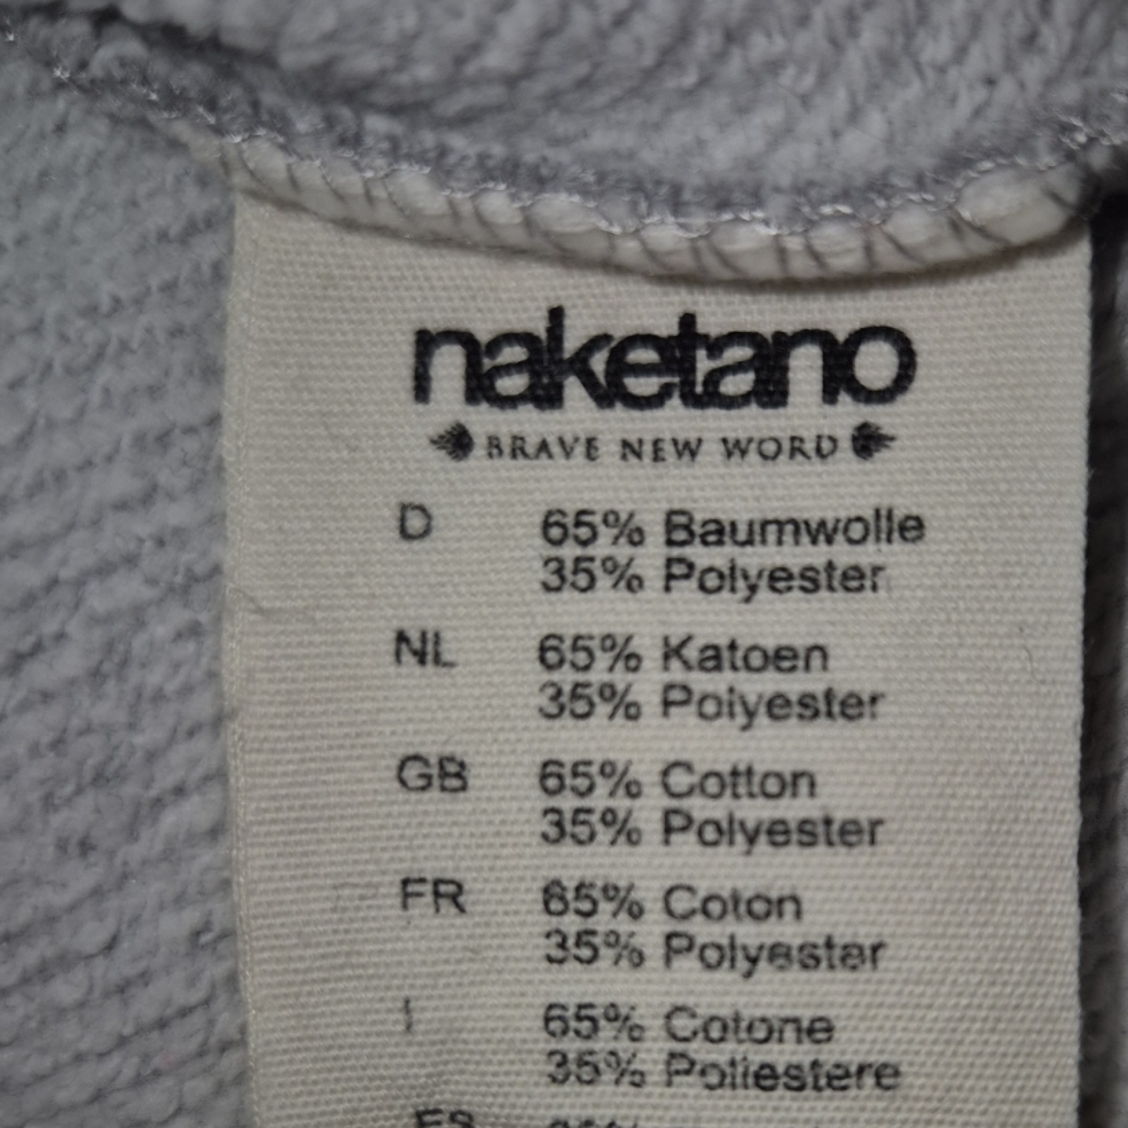 naketano
BRAVE NEW WORD
D 65% Baumwolle
35% Polyester
NL 65% Katoen
35% Polyester
GB 65% Cotton
35% Polyester
FR 65% Coton
35% Polyester
I 65% Cotone
35% Poliestere
ES